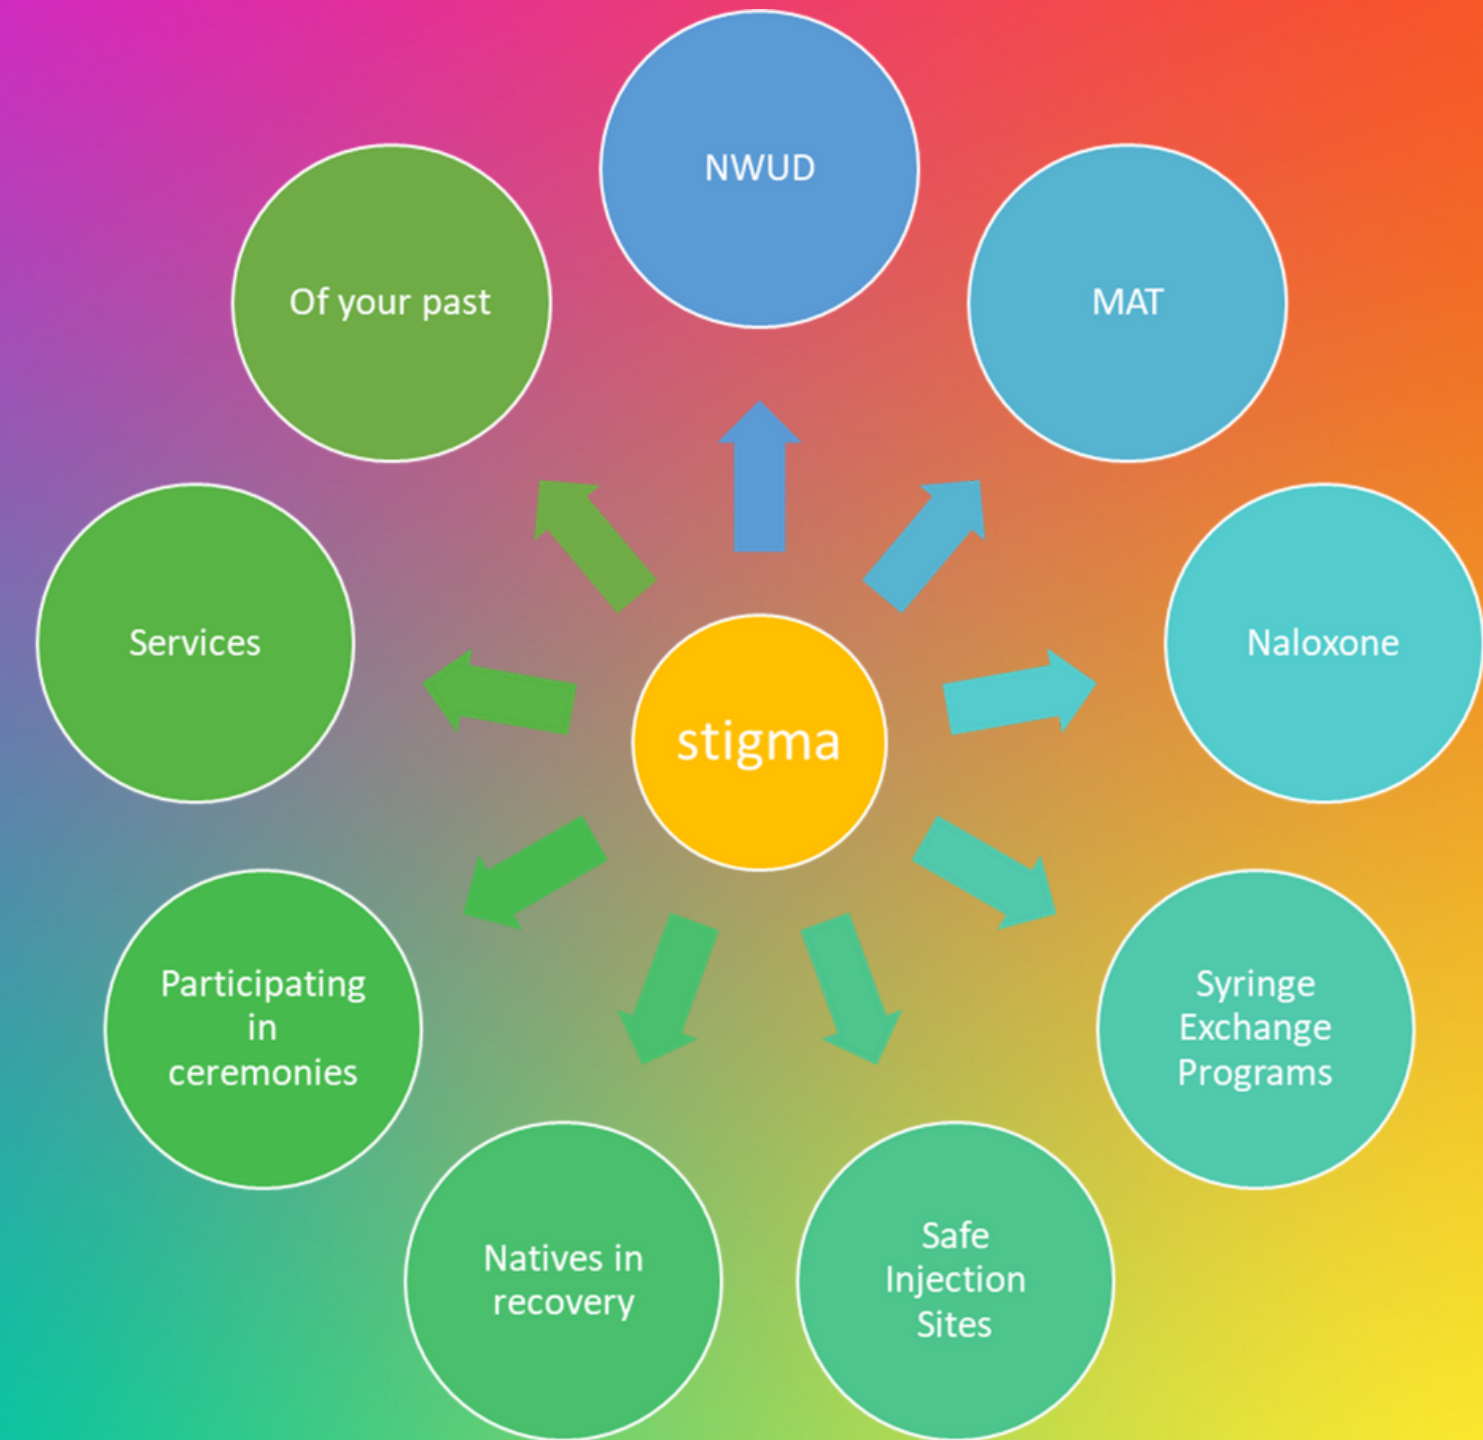 NWUD
MAT
Naloxone
Syringe
Exchange
Programs
Safe
Injection
Sites
Natives in
recovery
Participating
in
ceremonies
Services
Of your past
stigma